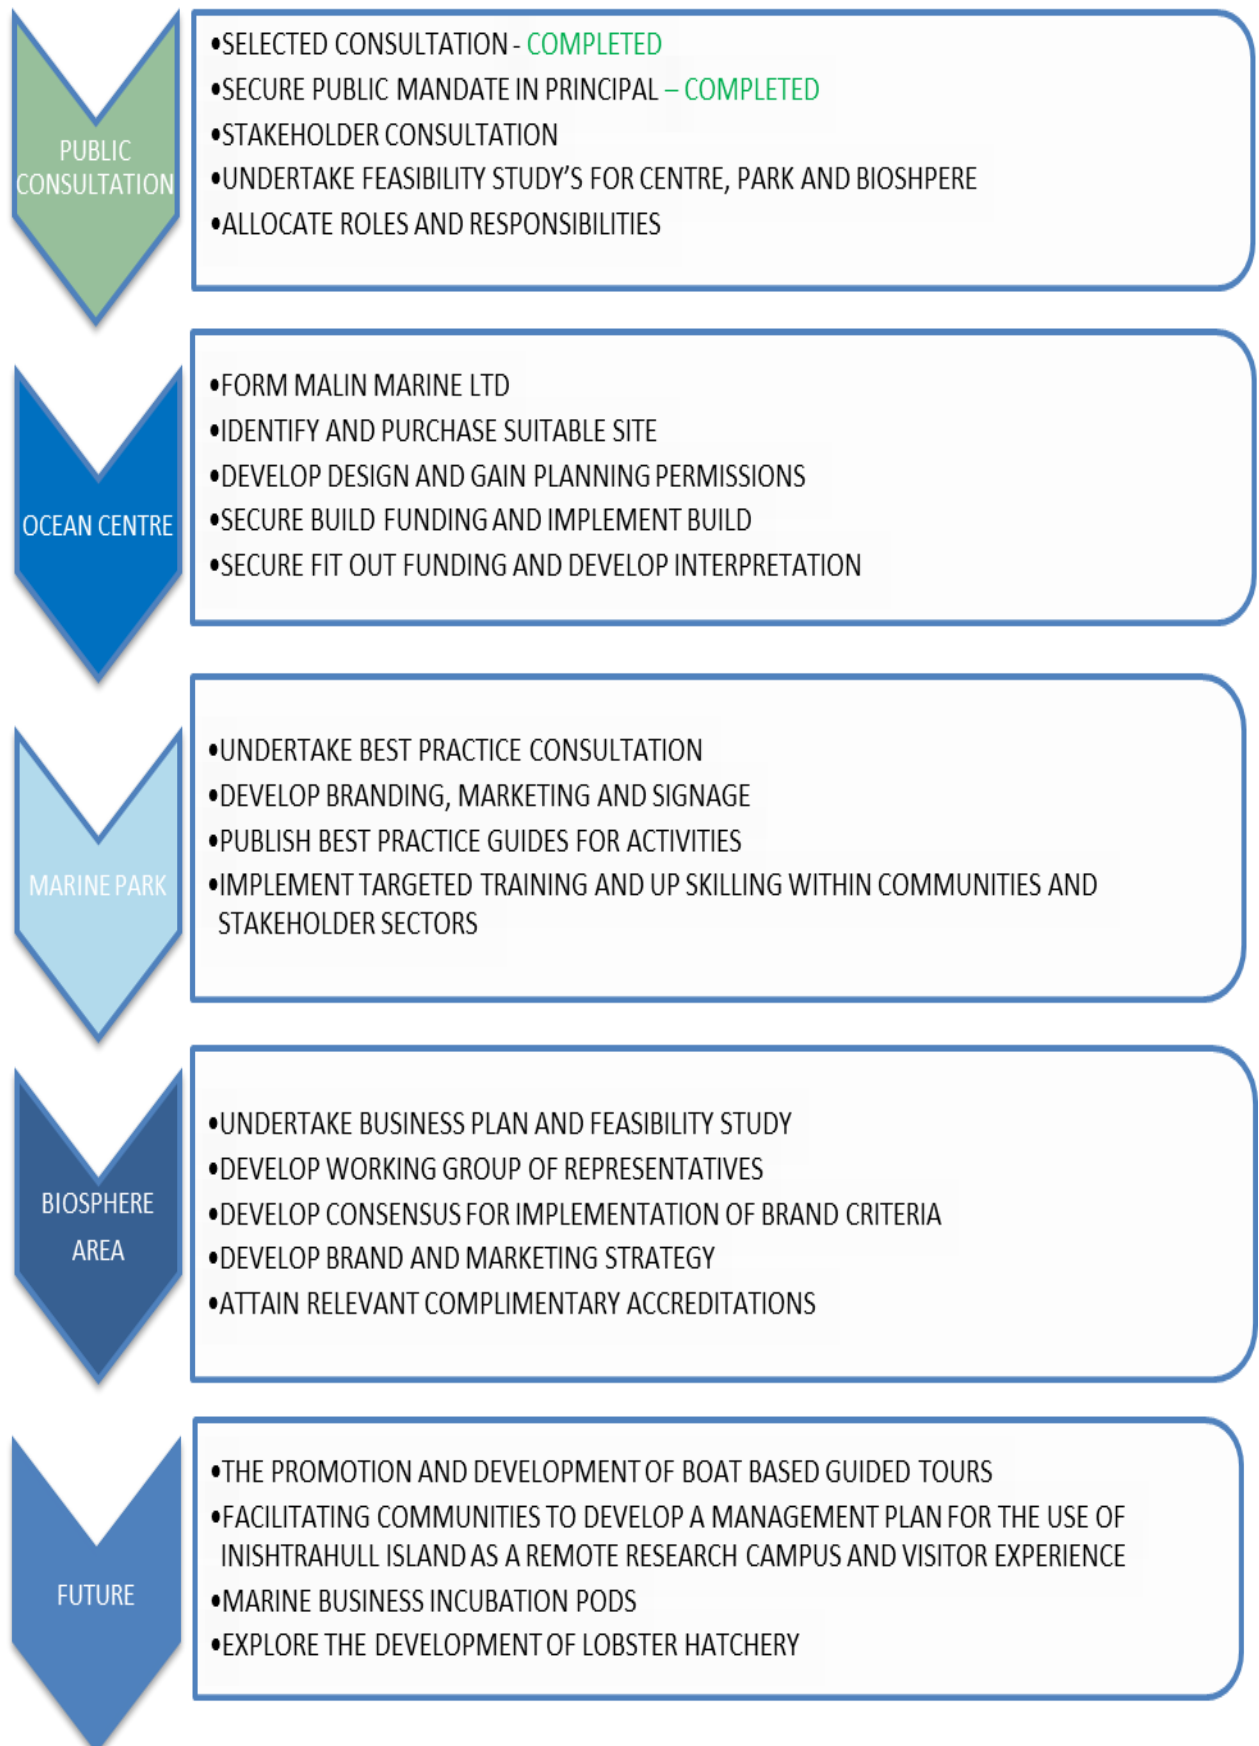 PUBLIC
CONSULTATION
•SELECTED CONSULTATION - COMPLETED
•SECURE PUBLIC MANDATE IN PRINCIPAL – COMPLETED
•STAKEHOLDER CONSULTATION
•UNDERTAKE FEASIBILITY STUDY'S FOR CENTRE, PARK AND BIOSHPERE
•ALLOCATE ROLES AND RESPONSIBILITIES
OCEAN CENTRE
•FORM MALIN MARINE LTD
•IDENTIFY AND PURCHASE SUITABLE SITE
•DEVELOP DESIGN AND GAIN PLANNING PERMISSIONS
•SECURE BUILD FUNDING AND IMPLEMENT BUILD
•SECURE FIT OUT FUNDING AND DEVELOP INTERPRETATION
MARINE PARK
•UNDERTAKE BEST PRACTICE CONSULTATION
•DEVELOP BRANDING, MARKETING AND SIGNAGE
•PUBLISH BEST PRACTICE GUIDES FOR ACTIVITIES
•IMPLEMENT TARGETED TRAINING AND UP SKILLING WITHIN COMMUNITIES AND
STAKEHOLDER SECTORS
BIOSPHERE
AREA
•UNDERTAKE BUSINESS PLAN AND FEASIBILITY STUDY
•DEVELOP WORKING GROUP OF REPRESENTATIVES
•DEVELOP CONSENSUS FOR IMPLEMENTATION OF BRAND CRITERIA
•DEVELOP BRAND AND MARKETING STRATEGY
•ATTAIN RELEVANT COMPLIMENTARY ACCREDITATIONS
FUTURE
•THE PROMOTION AND DEVELOPMENT OF BOAT BASED GUIDED TOURS
•FACILITATING COMMUNITIES TO DEVELOP A MANAGEMENT PLAN FOR THE USE OF
INISHTRAHULL ISLAND AS A REMOTE RESEARCH CAMPUS AND VISITOR EXPERIENCE
•MARINE BUSINESS INCUBATION PODS
•EXPLORE THE DEVELOPMENT OF LOBSTER HATCHERY